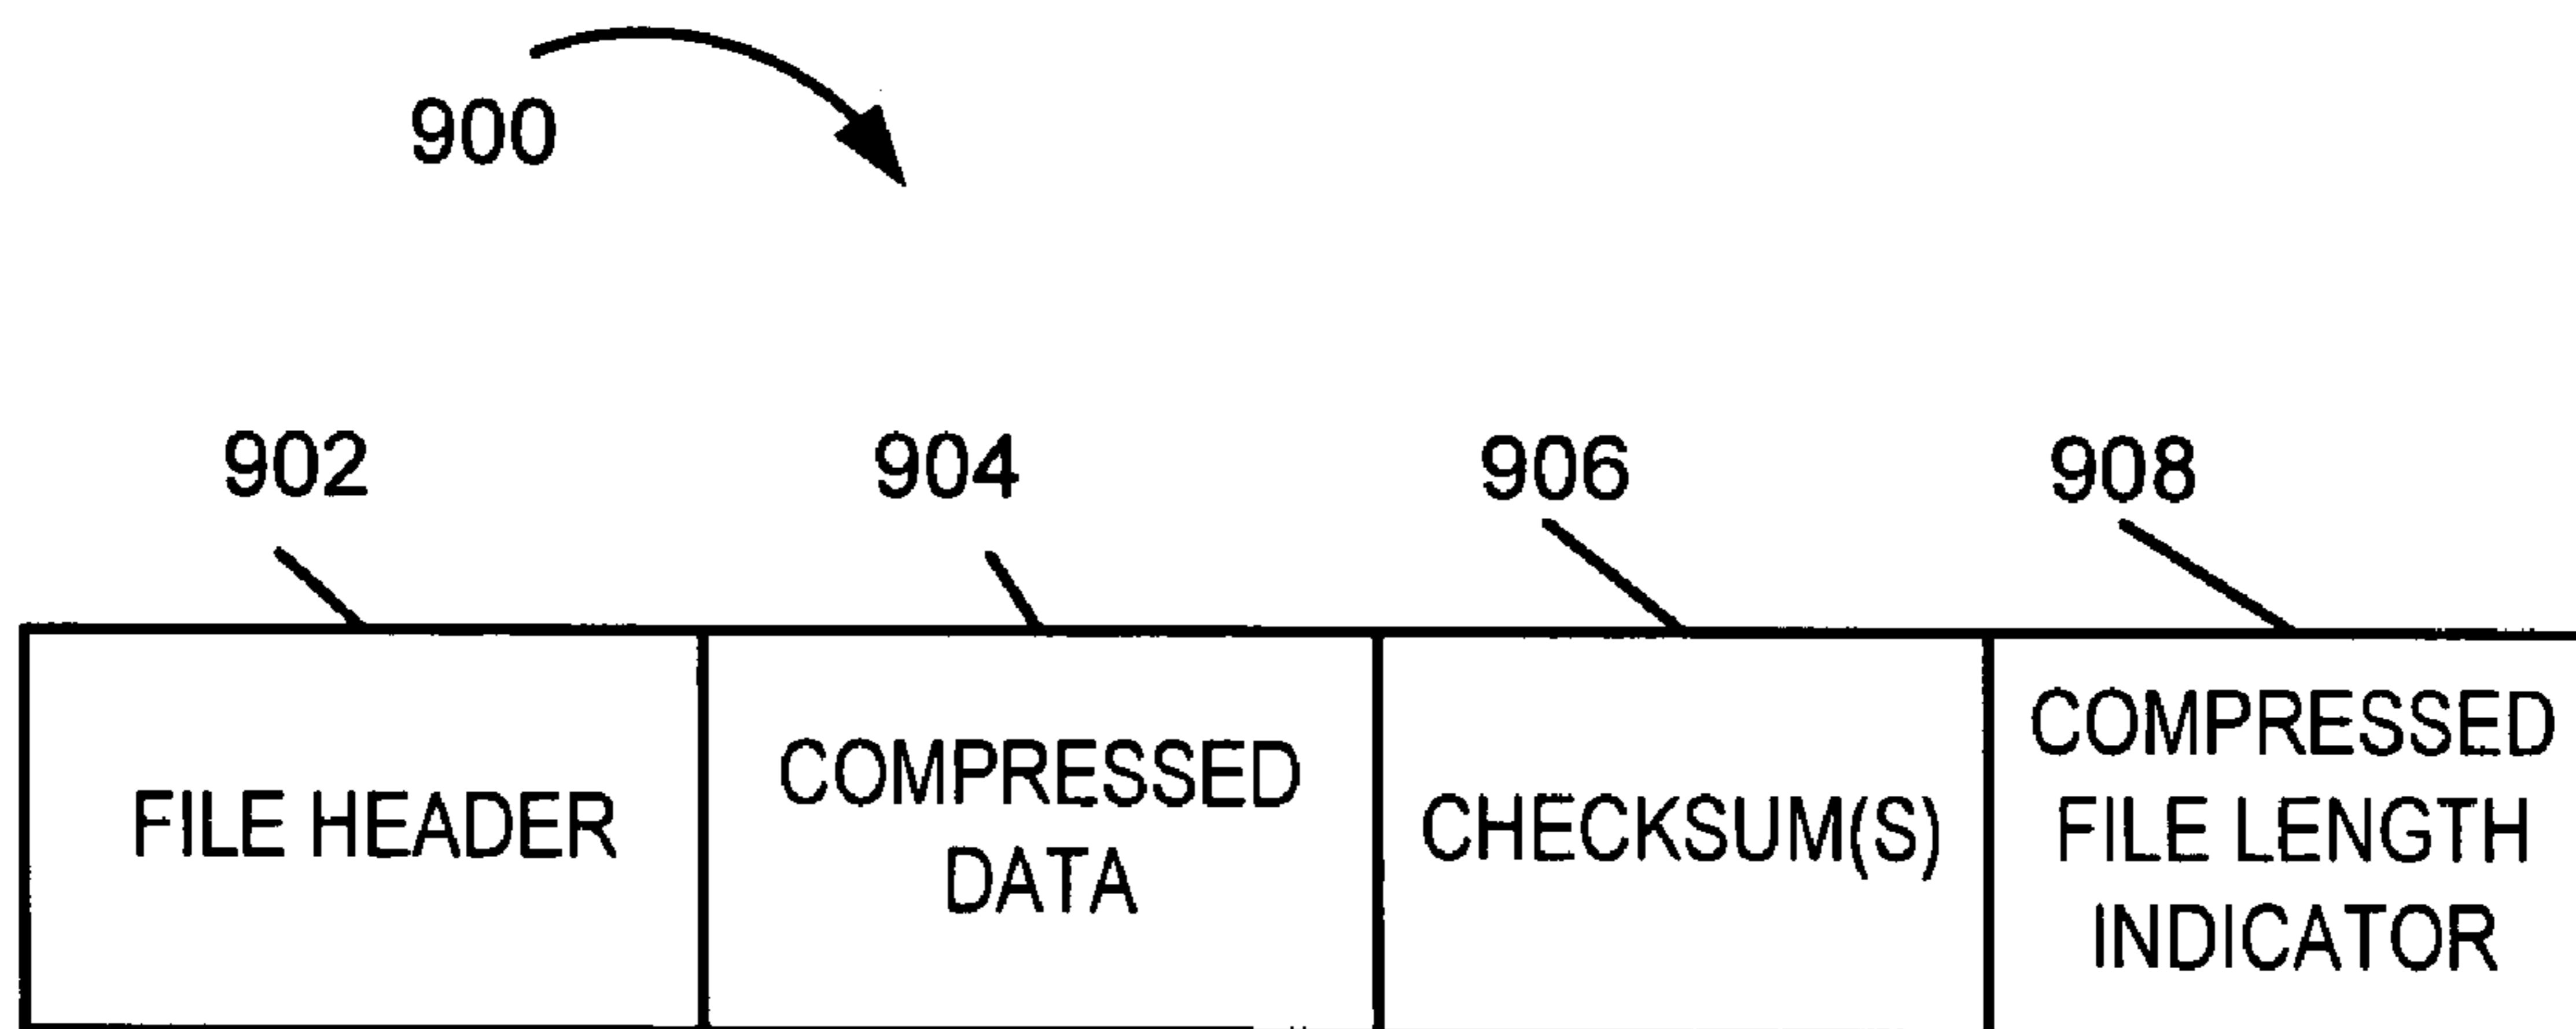 900
902
904
906
908
FILE HEADER
COMPRESSED
DATA
CHECKSUM(S)
COMPRESSED
FILE LENGTH
INDICATOR